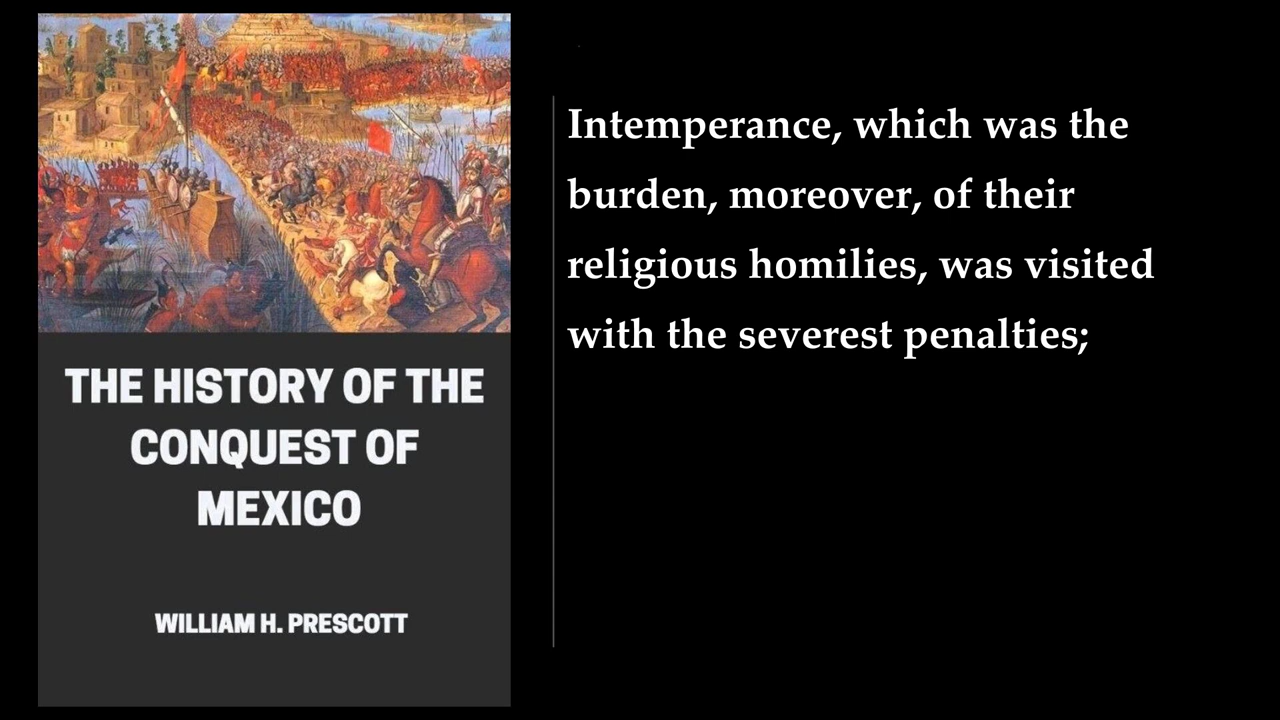 THE HISTORY OF THE
CONQUEST OF
MEXICO
WILLIAM H. PRESCOTT
Intemperance, which was the
burden, moreover, of their
religious homilies, was visited
with the severest penalties;